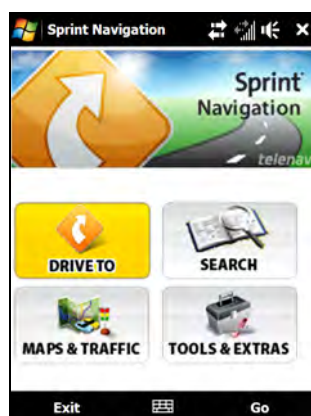 Sprint Navigation
Sprint
Navigation
telenav
DRIVE TO
SEARCH
MAPS & TRAFFIC
TOOLS & EXTRAS
Exit
Go